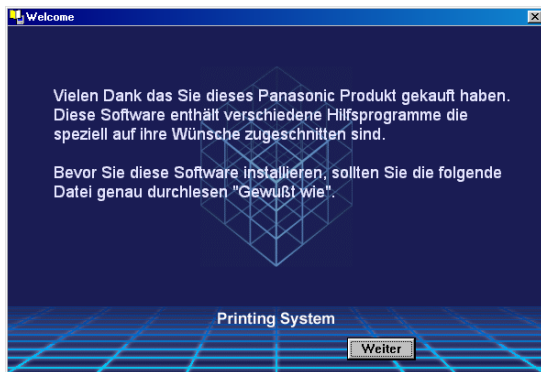 Welcome
Vielen Dank das Sie dieses Panasonic Produkt gekauft haben.
Diese Software enthält verschiedene Hilfsprogramme die
speziell auf ihre Wünsche zugeschnitten sind.
Bevor Sie diese Software installieren, sollten Sie die folgende
Datei genau durchlesen "Gewußt wie".
Printing System
Weiter